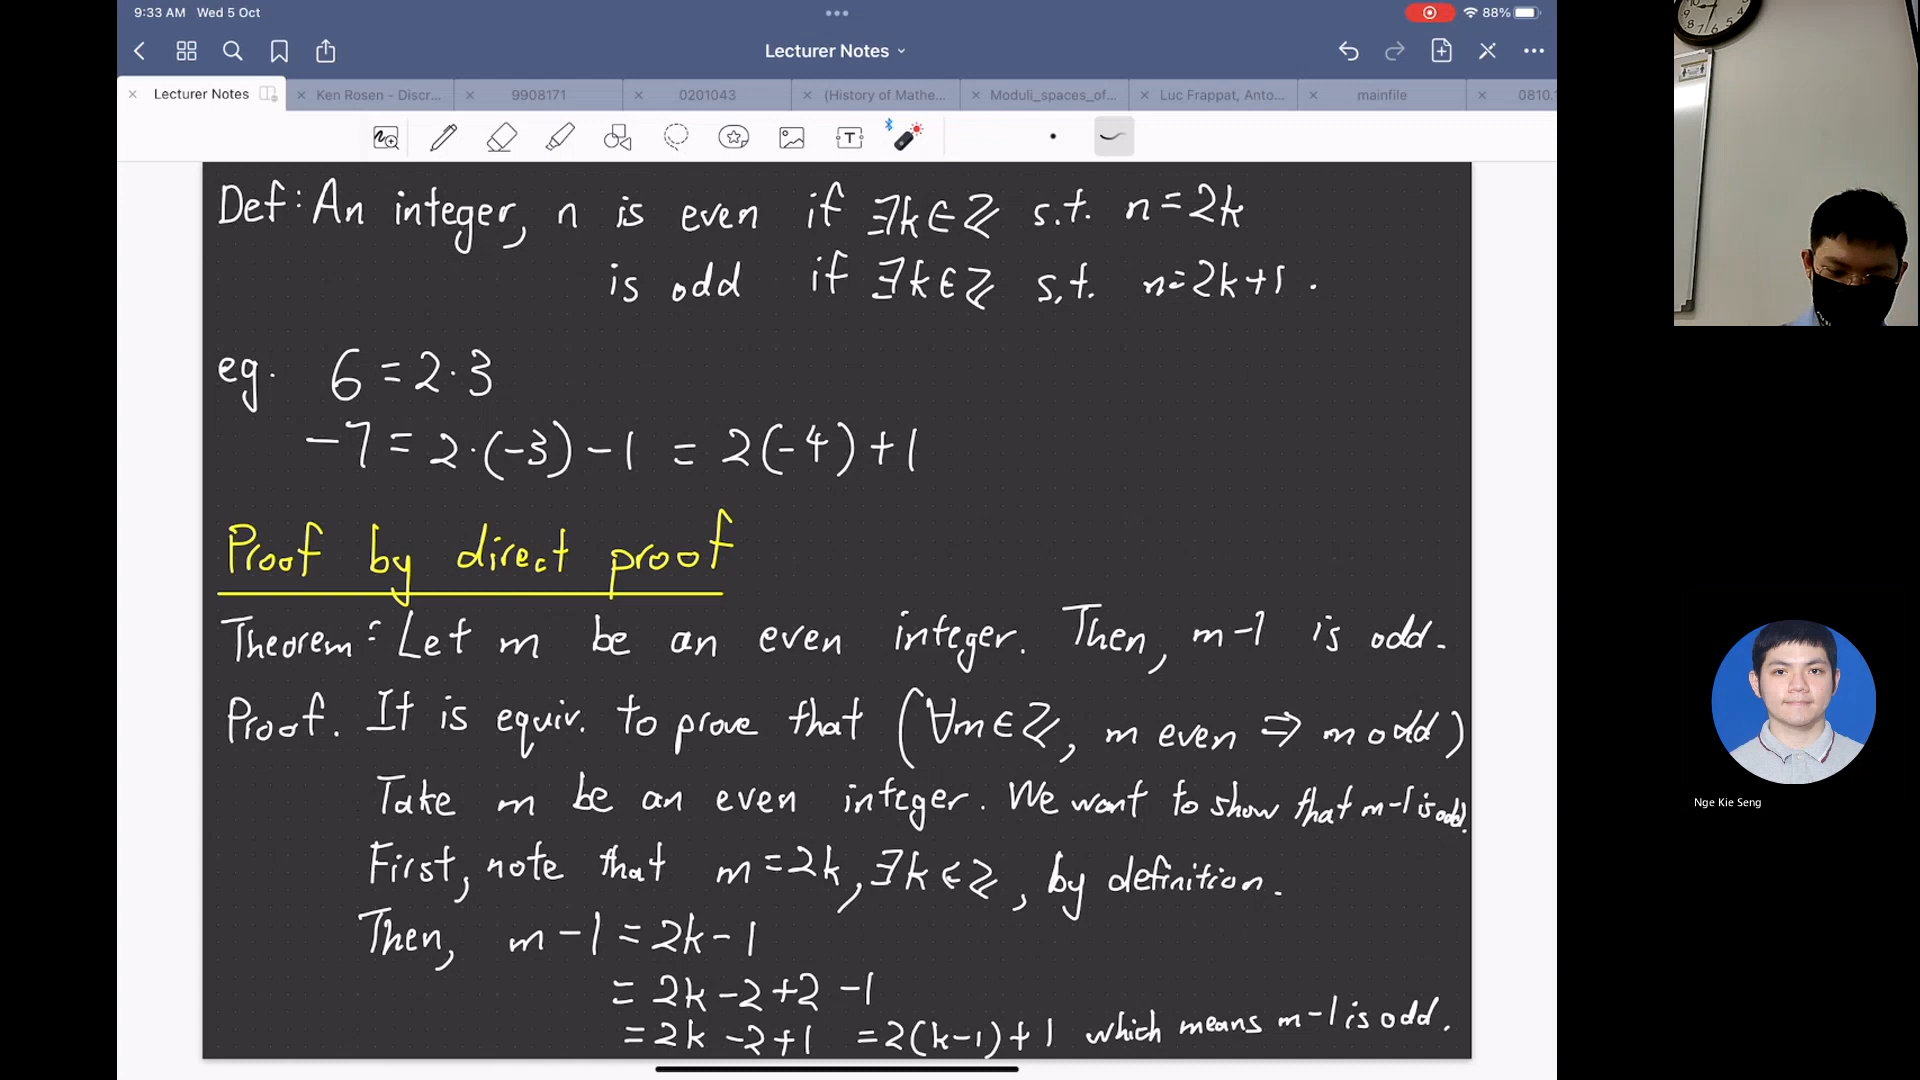 9:33 AM Wed 5 Oct
88%
Lecturer Notes
Lecturer Notes
Ken Rosen - Discr...
9908171
0201043
(History of Mathe...
Moduli_spaces_of...
Luc Frappat, Anto...
mainfile
0810.
Def: An integer, n is even if ∃k∈ℤ s.t. n=2k
is odd if ∃k∈ℤ s.t. n=2k+1.
eg. 6=2·3
-7=2·(-3)-1 = 2(-4)+1
Proof by direct proof
Theorem: Let m be an even integer. Then, m-1 is odd.
Proof. It is equiv. to prove that (∀m∈ℤ, m even ⇒ m odd)
Take m be an even integer. We want to show that m-1 is odd.
First, note that m=2k, ∃k∈ℤ, by definition.
Then, m-1=2k-1
=2k-2+2-1
=2k-2+1 =2(k-1)+1 which means m-1 is odd.
Nge Kie Seng